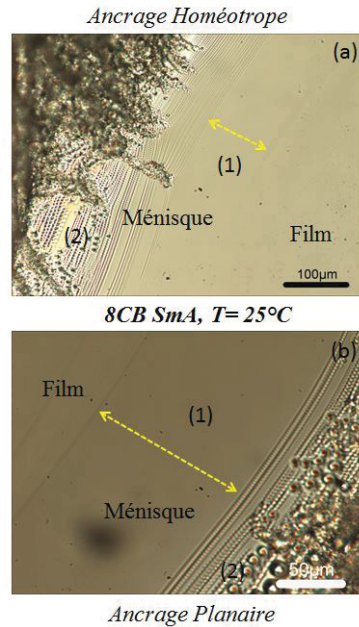 Ancrage Homéotrope
(a)
(1)
(2)
Ménisque
Film
100µm
8CB SmA, T= 25°C
(b)
Film
(1)
Ménisque
(2)
50µm
Ancrage Planaire